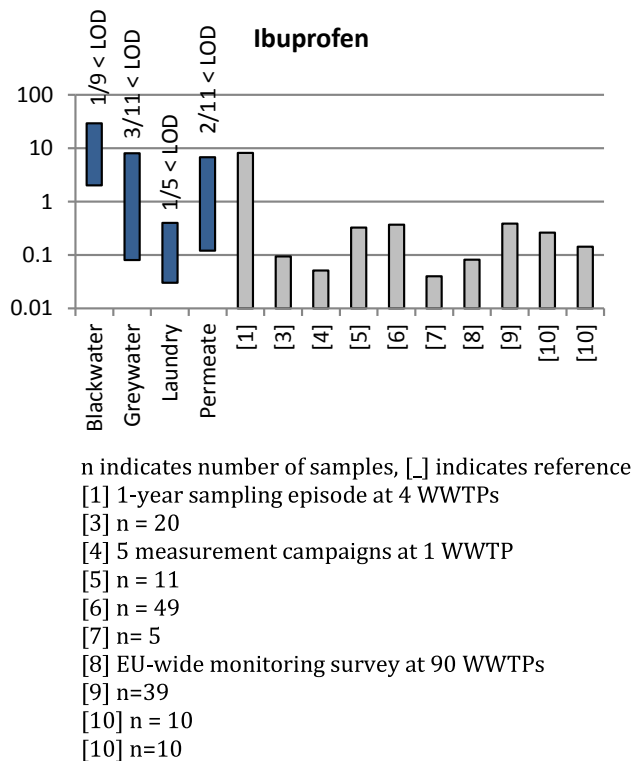 Ibuprofen
1/9 < LOD
3/11 < LOD
1/5 < LOD
2/11 < LOD
100
10
1
0.1
0.01
Blackwater
Greywater
Laundry
Permeate
[1]
[3]
[4]
[5]
[6]
[7]
[8]
[9]
[10]
[10]
n indicates number of samples, [_] indicates reference
[1] 1-year sampling episode at 4 WWTPs
[3] n = 20
[4] 5 measurement campaigns at 1 WWTP
[5] n = 11
[6] n = 49
[7] n= 5
[8] EU-wide monitoring survey at 90 WWTPs
[9] n=39
[10] n = 10
[10] n=10